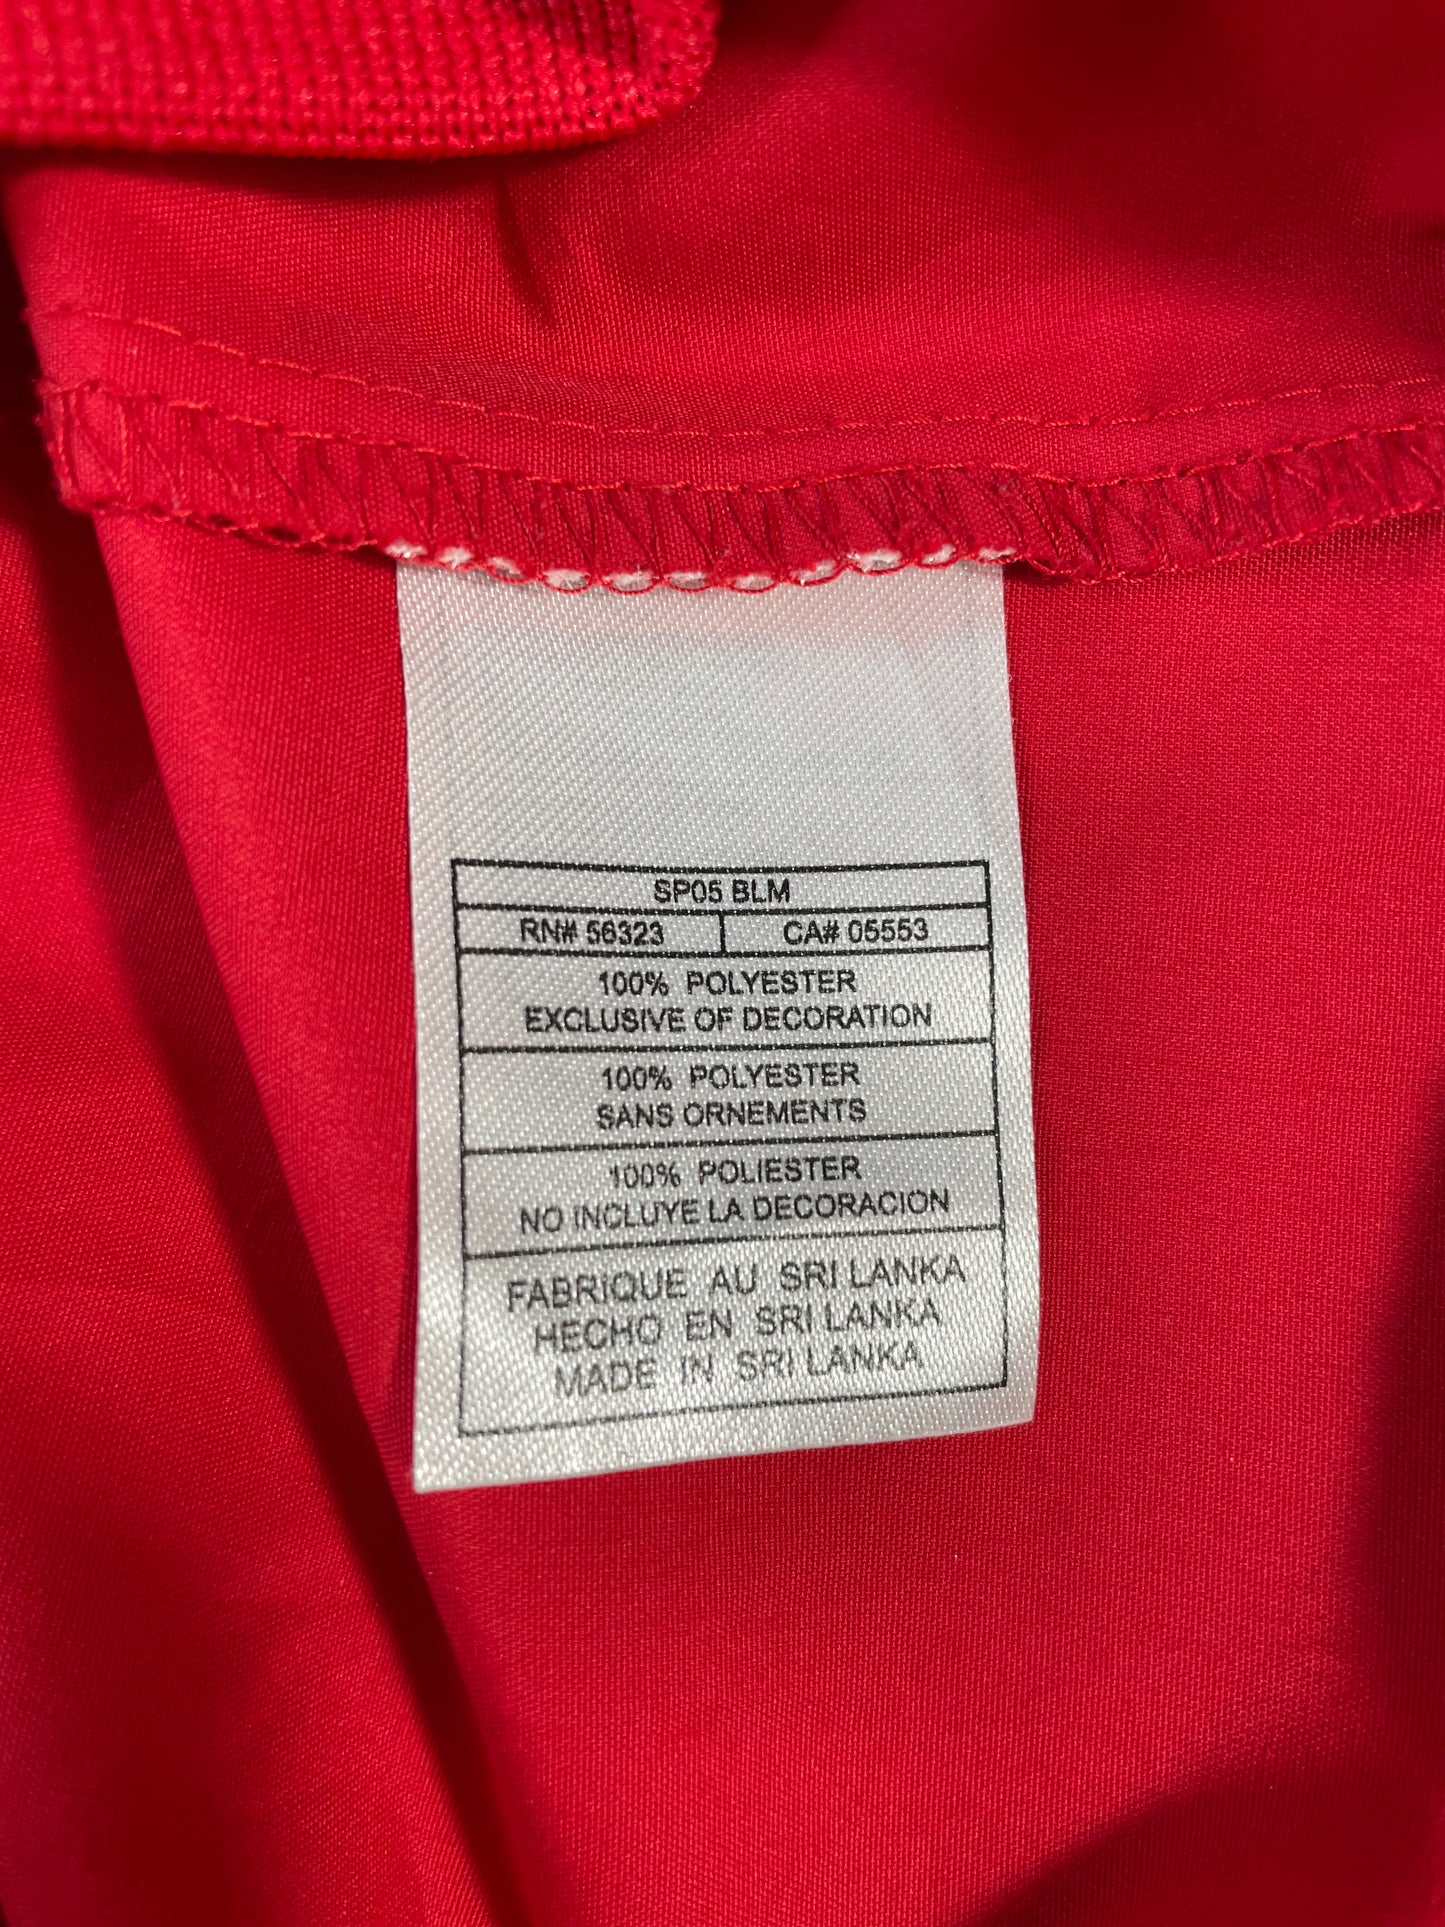 SP05 BLM
RN# 56323 CA# 05553
100% POLYESTER
EXCLUSIVE OF DECORATION
100% POLYESTER
SANS ORNEMENTS
100% POLIESTER
NO INCLUYE LA DECORACION
FABRIQUE AU SRI LANKA
HECHO EN SRI LANKA
MADE IN SRI LANKA